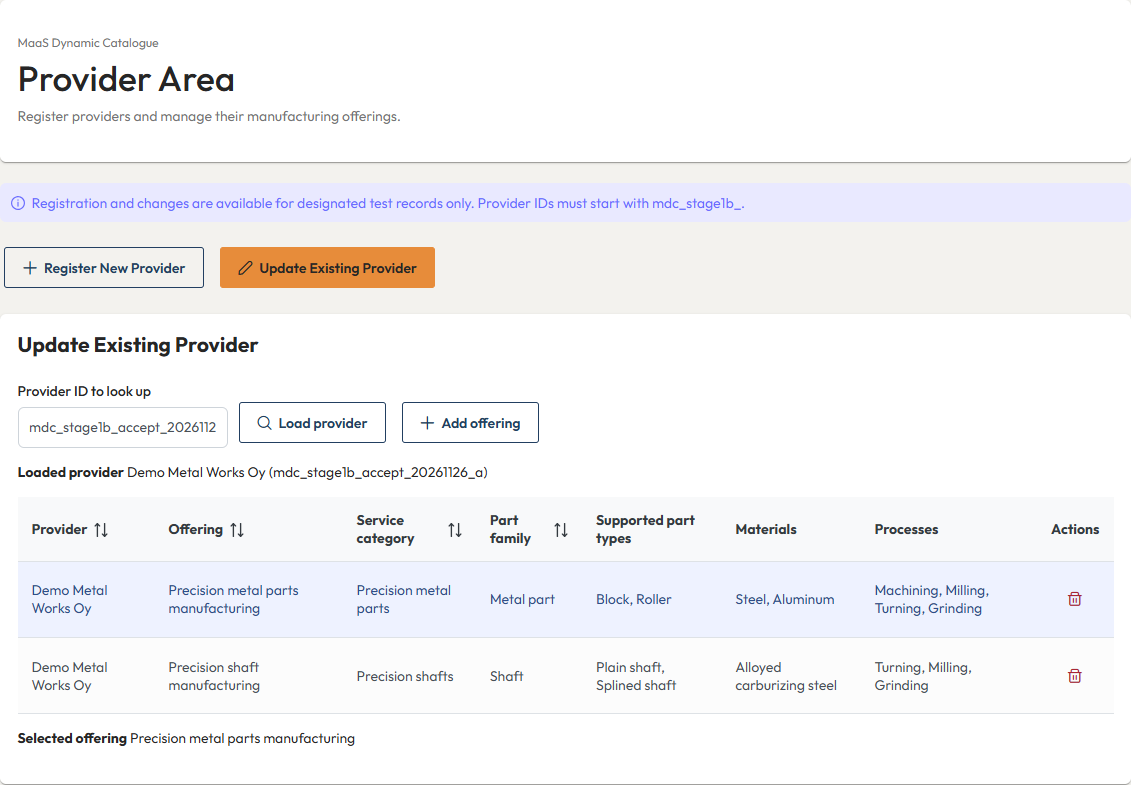 MaaS Dynamic Catalogue
Provider Area
Register providers and manage their manufacturing offerings.
Registration and changes are available for designated test records only. Provider IDs must start with mdc_stage1b_.
Register New Provider
Update Existing Provider
Update Existing Provider
Provider ID to look up
mdc_stage1b_accept_2026112
Load provider
Add offering
Loaded provider Demo Metal Works Oy (mdc_stage1b_accept_20261126_a)
Provider
Offering
Service
category
Part
family
Supported part
types
Materials
Processes
Actions
Demo Metal
Works Oy
Precision metal parts
manufacturing
Precision metal
parts
Metal part
Block, Roller
Steel, Aluminum
Machining, Milling,
Turning, Grinding
Demo Metal
Works Oy
Precision shaft
manufacturing
Precision shafts
Shaft
Plain shaft,
Splined shaft
Alloyed
carburizing steel
Turning, Milling,
Grinding
Selected offering Precision metal parts manufacturing